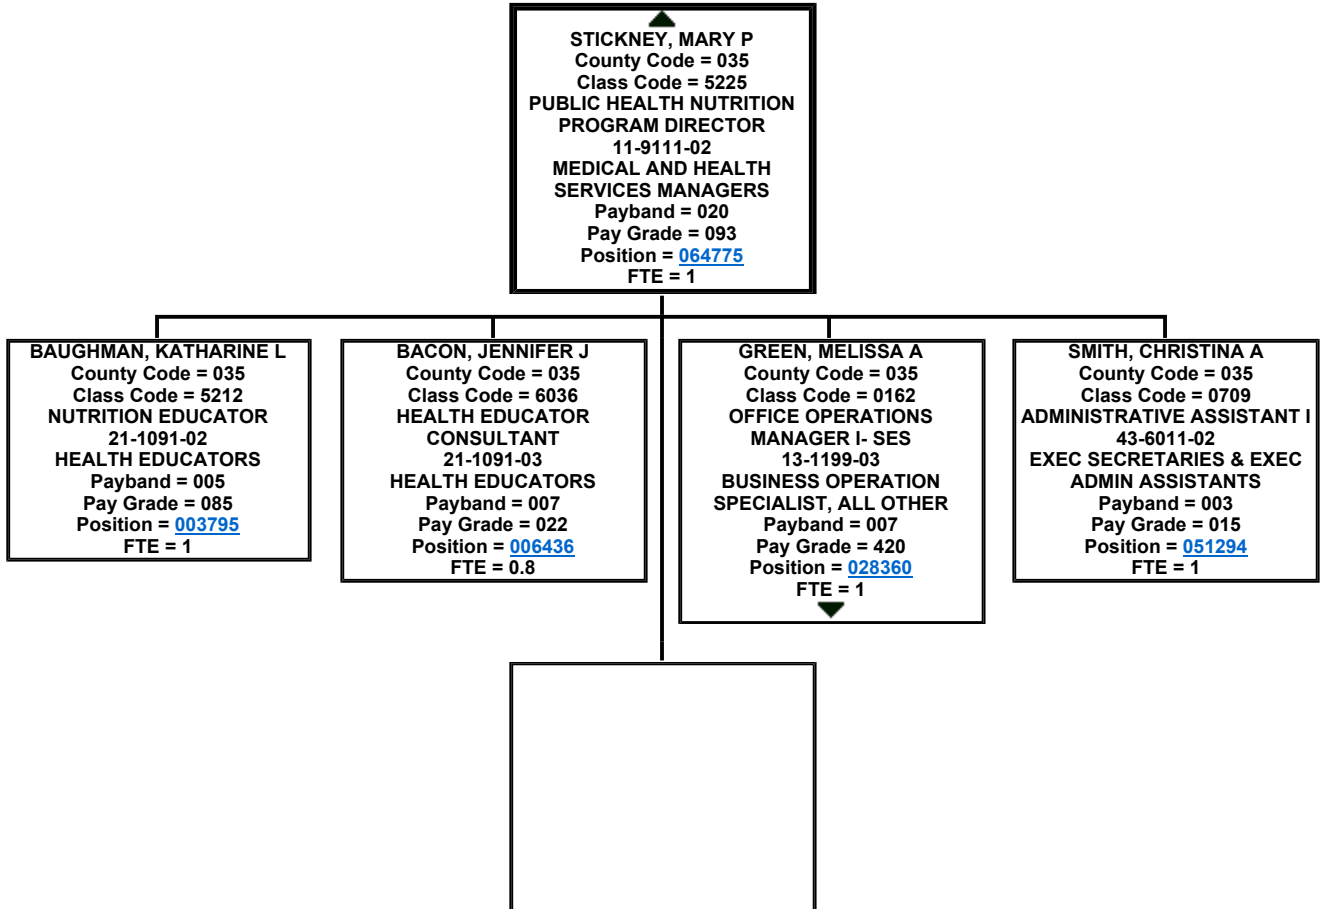 STICKNEY, MARY P
County Code = 035
Class Code = 5225
PUBLIC HEALTH NUTRITION
PROGRAM DIRECTOR
11-9111-02
MEDICAL AND HEALTH
SERVICES MANAGERS
Payband = 020
Pay Grade = 093
Position = 064775
FTE = 1
BAUGHMAN, KATHARINE L
County Code = 035
Class Code = 5212
NUTRITION EDUCATOR
21-1091-02
HEALTH EDUCATORS
Payband = 005
Pay Grade = 085
Position = 003795
FTE = 1
BACON, JENNIFER J
County Code = 035
Class Code = 6036
HEALTH EDUCATOR
CONSULTANT
21-1091-03
HEALTH EDUCATORS
Payband = 007
Pay Grade = 022
Position = 006436
FTE = 0.8
GREEN, MELISSA A
County Code = 035
Class Code = 0162
OFFICE OPERATIONS
MANAGER I- SES
13-1199-03
BUSINESS OPERATION
SPECIALIST, ALL OTHER
Payband = 007
Pay Grade = 420
Position = 028360
FTE = 1
SMITH, CHRISTINA A
County Code = 035
Class Code = 0709
ADMINISTRATIVE ASSISTANT I
43-6011-02
EXEC SECRETARIES & EXEC
ADMIN ASSISTANTS
Payband = 003
Pay Grade = 015
Position = 051294
FTE = 1